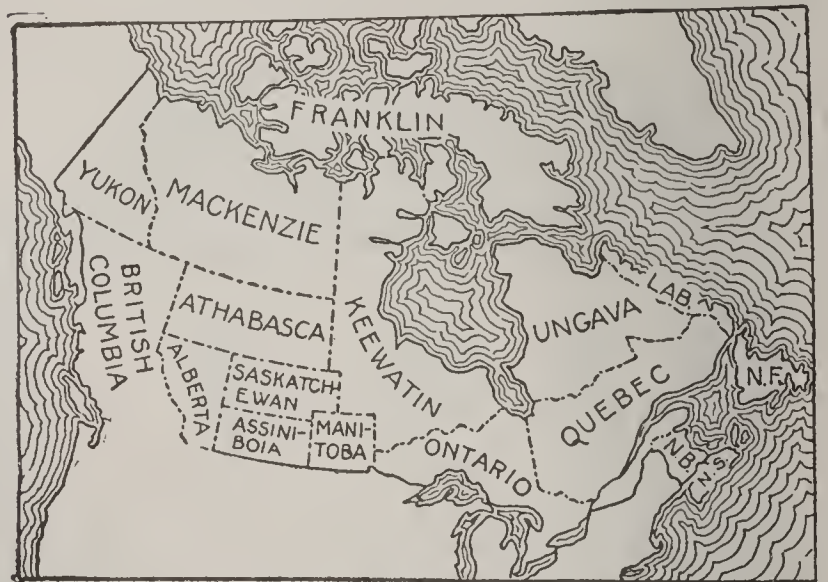 FRANKLIN
YUKON
MACKENZIE
BRITISH
COLUMBIA
ATHABASCA
KEEWATIN
UNGAVA
LAB.
ALBERTA
SASKATCH-
EWAN
ASSINI-
BOIA
MANI-
TOBA
ONTARIO
QUEBEC
N.F.
N.B.
N.S.